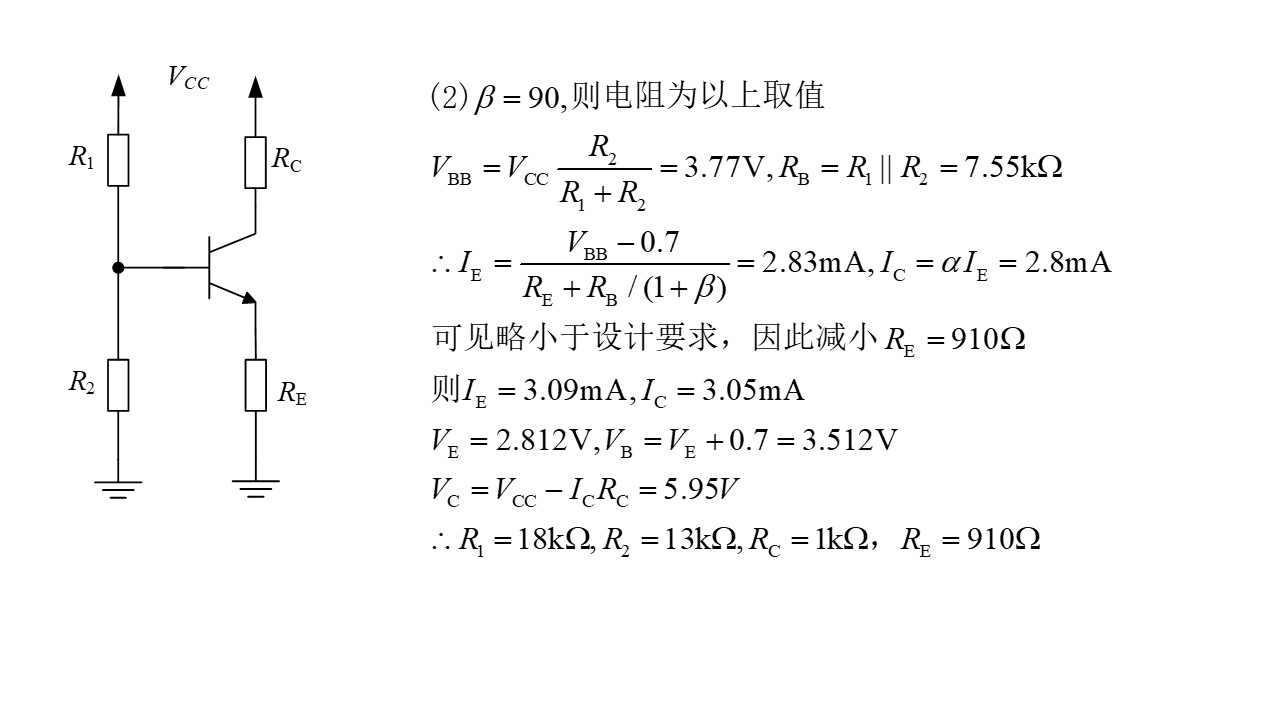 V_CC
R_1
R_C
R_2
R_E
(2) β = 90, 则电阻为以上取值
V_BB = V_CC R_2 / (R_1 + R_2) = 3.77V, R_B = R_1 || R_2 = 7.55kΩ
∴ I_E = (V_BB − 0.7) / (R_E + R_B / (1 + β)) = 2.83mA, I_C = αI_E = 2.8mA
可见略小于设计要求，因此减小 R_E = 910Ω
则 I_E = 3.09mA, I_C = 3.05mA
V_E = 2.812V, V_B = V_E + 0.7 = 3.512V
V_C = V_CC − I_C R_C = 5.95V
∴ R_1 = 18kΩ, R_2 = 13kΩ, R_C = 1kΩ， R_E = 910Ω